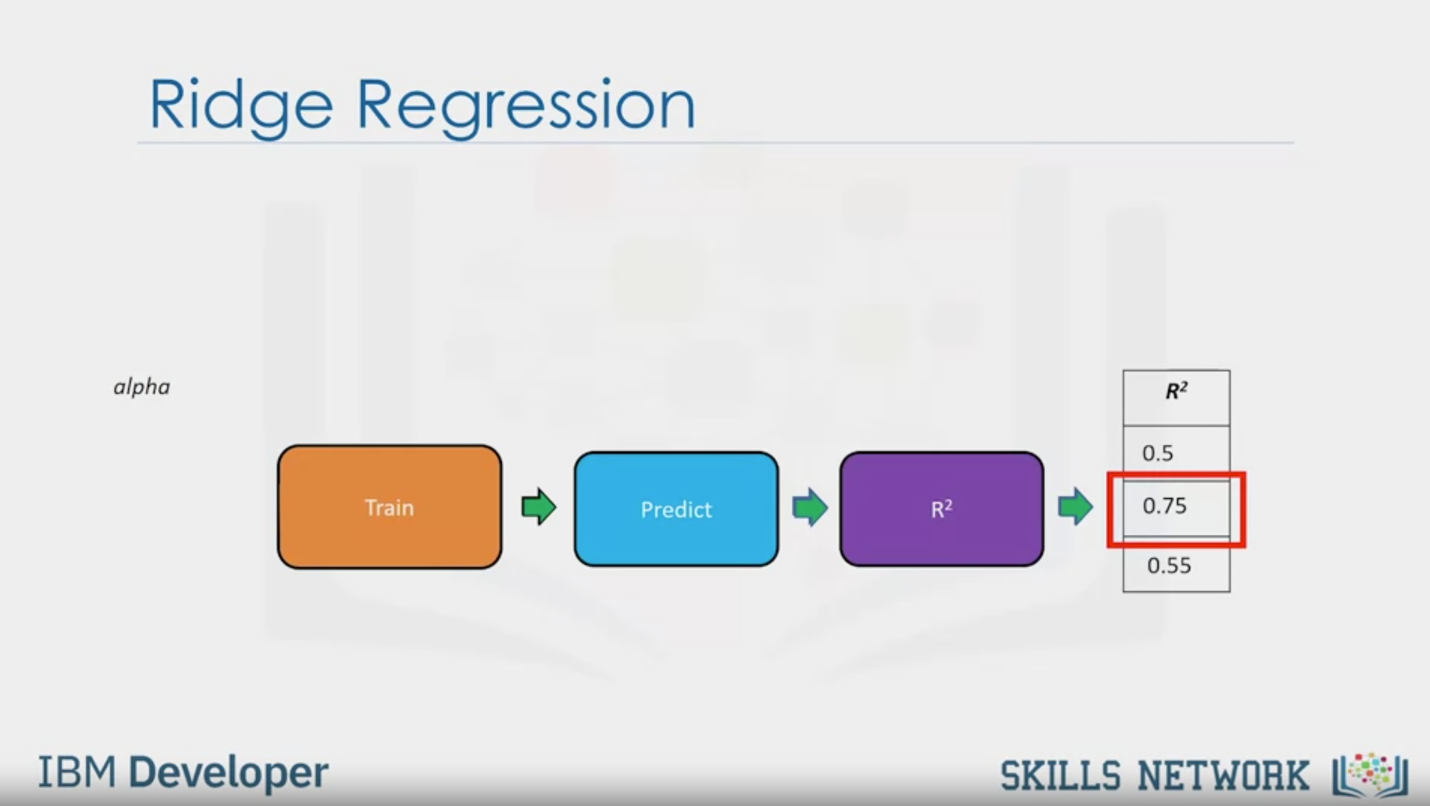 Ridge Regression
alpha
R²
0.5
Train
Predict
R²
0.75
0.55
IBM Developer
SKILLS NETWORK